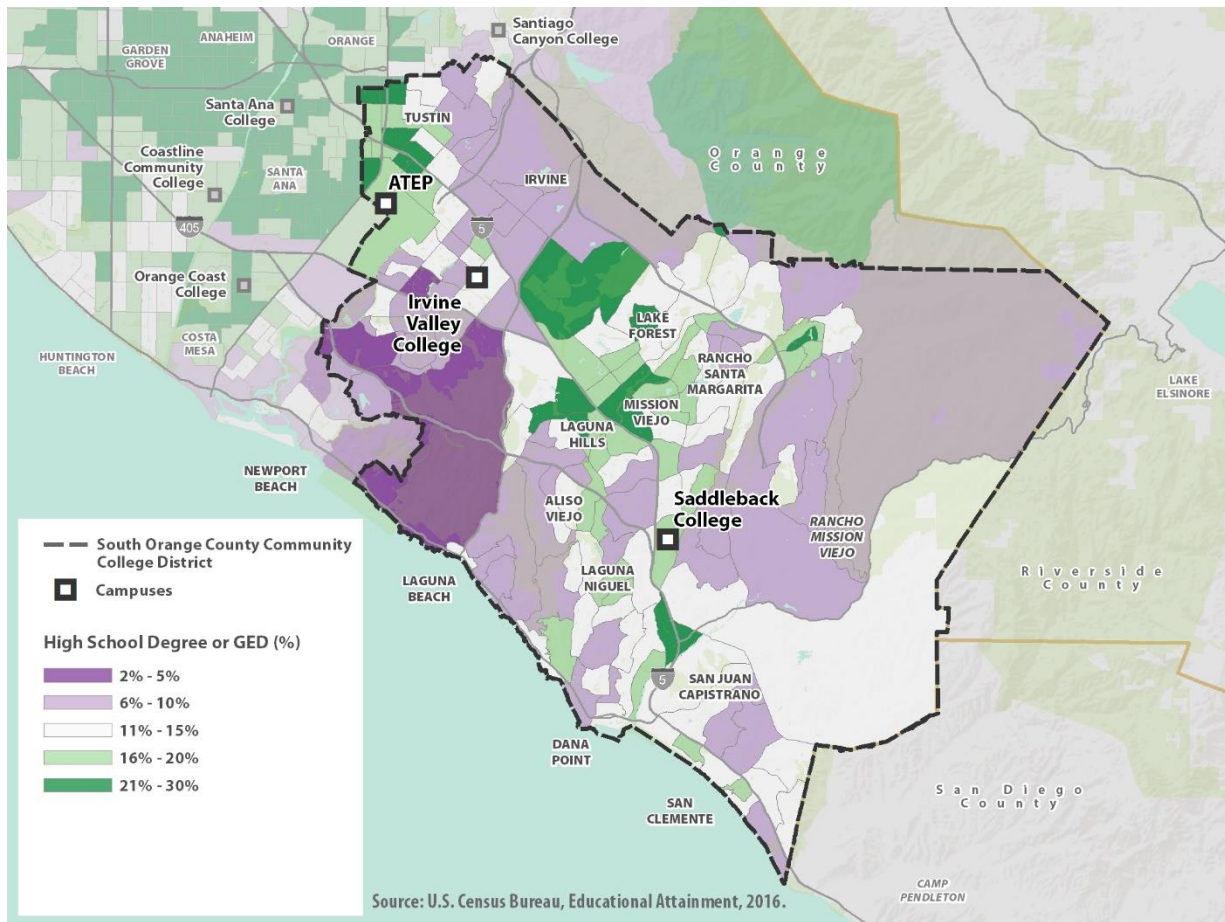 Santiago
Canyon College
ANAHEIM
ORANGE
GARDEN
GROVE
Santa Ana
College
TUSTIN
Coastline
Community
College
SANTA
ANA
ATEP
IRVINE
Orange
County
405
5
Orange Coast
College
Irvine
Valley
College
COSTA
MESA
HUNTINGTON
BEACH
LAKE
FOREST
RANCHO
SANTA
MARGARITA
LAKE
ELSINORE
MISSION
VIEJO
LAGUNA
HILLS
NEWPORT
BEACH
ALISO
VIEJO
Saddleback
College
RANCHO
MISSION
VIEJO
LAGUNA
BEACH
LAGUNA
NIGUEL
Riverside
County
5
SAN JUAN
CAPISTRANO
DANA
POINT
SAN
CLEMENTE
San Diego
County
CAMP
PENDLETON
South Orange County Community
College District
Campuses
High School Degree or GED (%)
2% - 5%
6% - 10%
11% - 15%
16% - 20%
21% - 30%
Source: U.S. Census Bureau, Educational Attainment, 2016.